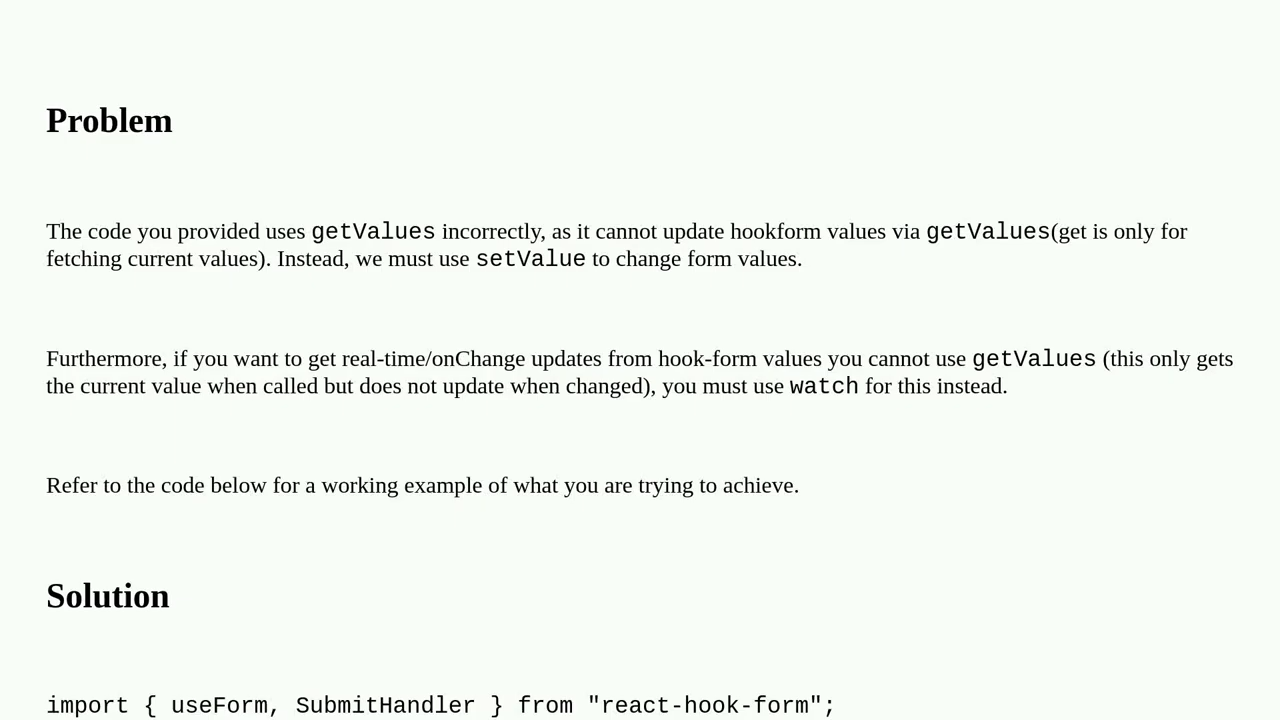 Problem
The code you provided uses getValues incorrectly, as it cannot update hookform values via getValues(get is only for
fetching current values). Instead, we must use setValue to change form values.
Furthermore, if you want to get real-time/onChange updates from hook-form values you cannot use getValues (this only gets
the current value when called but does not update when changed), you must use watch for this instead.
Refer to the code below for a working example of what you are trying to achieve.
Solution
import { useForm, SubmitHandler } from "react-hook-form";